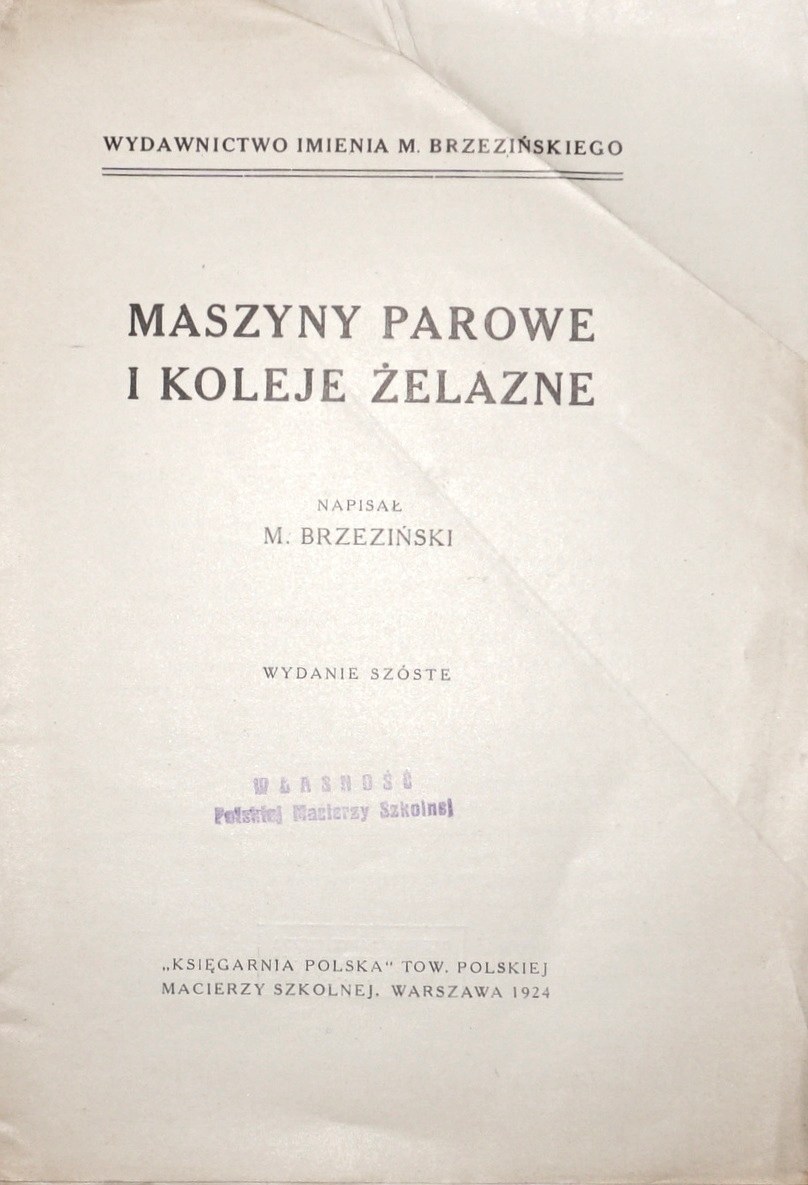 WYDAWNICTWO IMIENIA M. BRZEZIŃSKIEGO
MASZYNY PAROWE
I KOLEJE ŻELAZNE
NAPISAŁ
M. BRZEZIŃSKI
WYDANIE SZÓSTE
WŁASNOŚĆ
Polskiej Macierzy Szkolnej
„KSIĘGARNIA POLSKA“ TOW. POLSKIEJ
MACIERZY SZKOLNEJ. WARSZAWA 1924